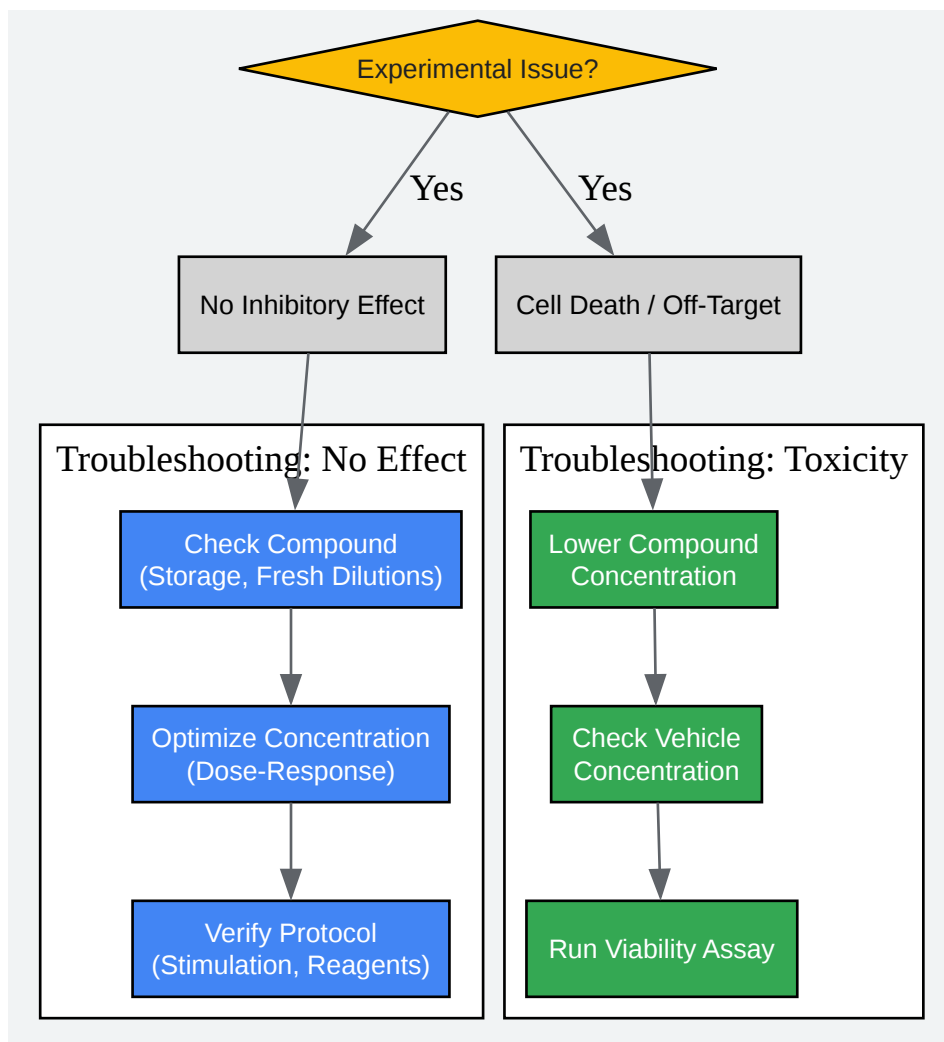 Experimental Issue?
Yes
Yes
No Inhibitory Effect
Cell Death / Off-Target
Troubleshooting: No Effect
Check Compound
(Storage, Fresh Dilutions)
Optimize Concentration
(Dose-Response)
Verify Protocol
(Stimulation, Reagents)
Troubleshooting: Toxicity
Lower Compound
Concentration
Check Vehicle
Concentration
Run Viability Assay